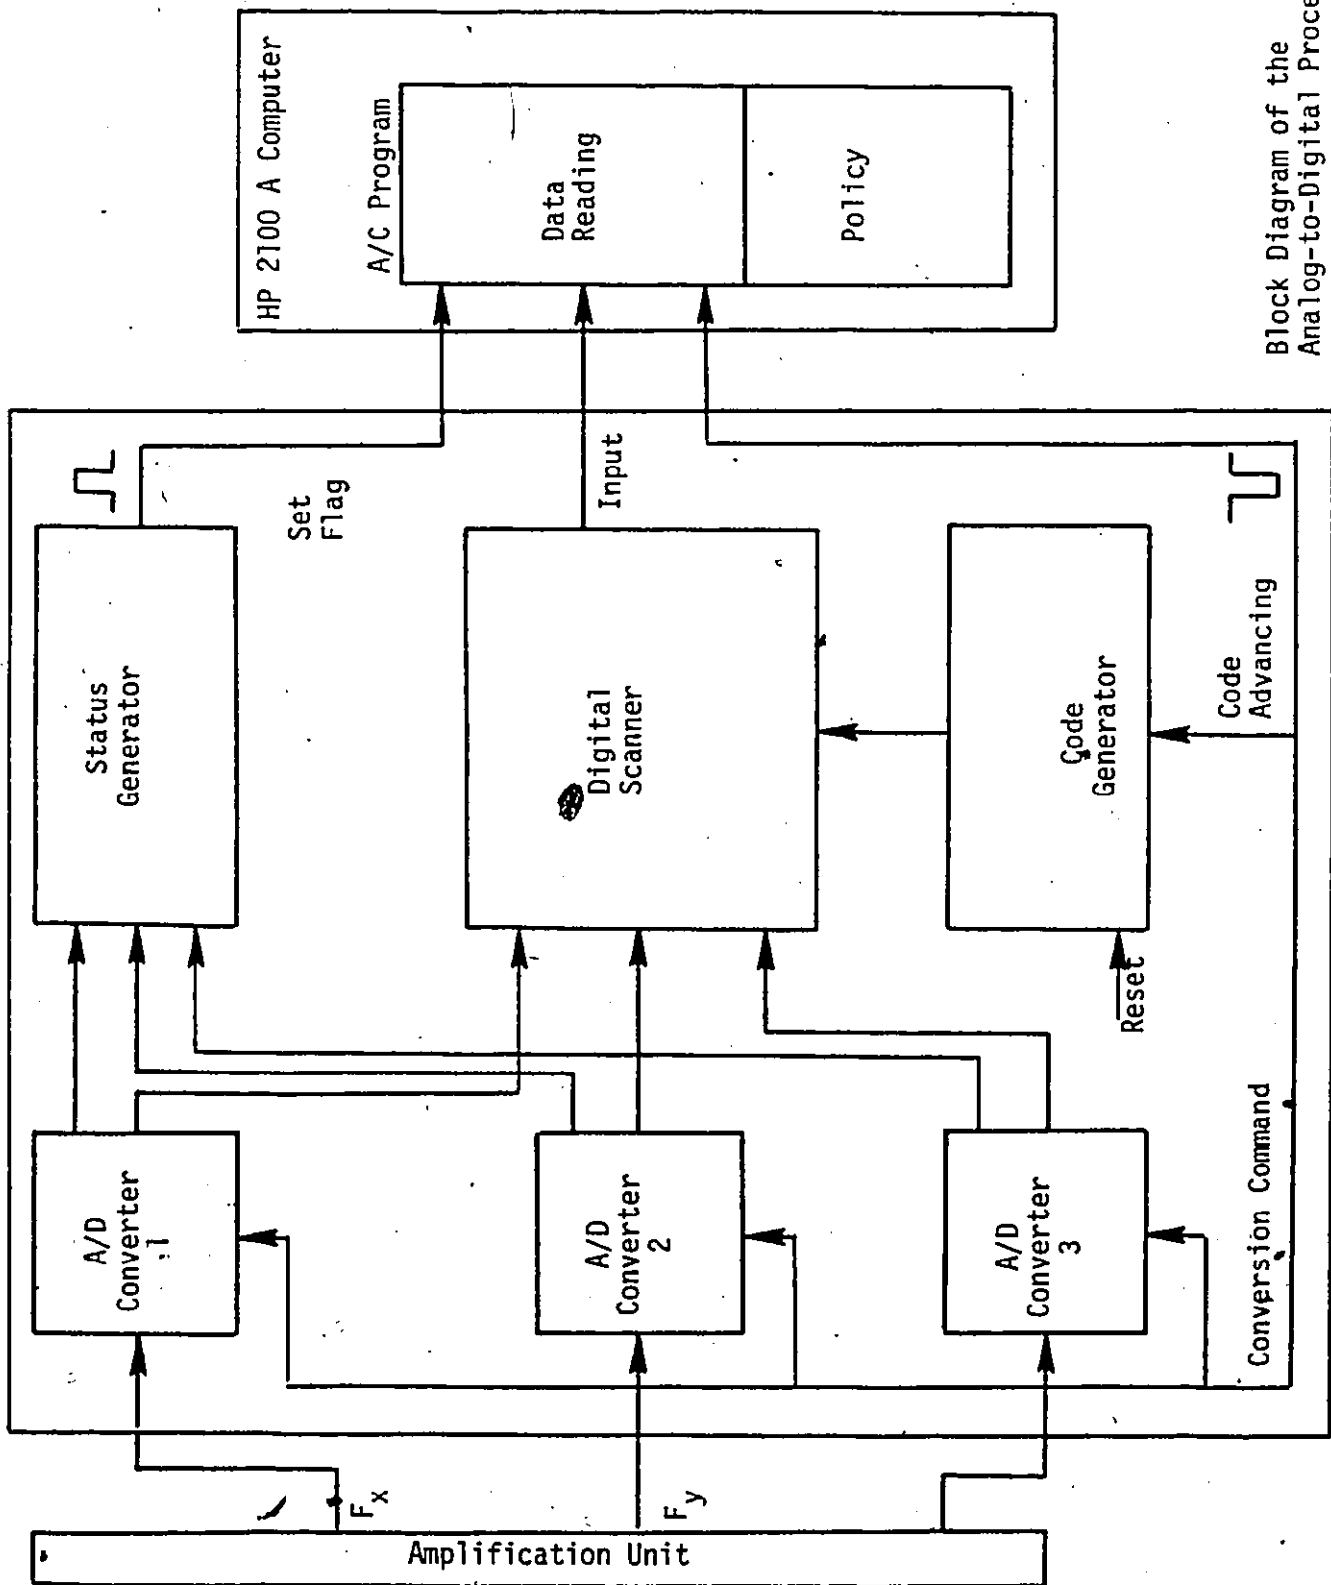 HP 2100 A Computer
A/C Program
Data
Reading
Policy
Set
Flag
Input
Status
Generator
Digital
Scanner
Code
Generator
Code
Advancing
Reset
A/D
Converter
1
A/D
Converter
2
A/D
Converter
3
Conversion Command
Fx
Fy
Amplification Unit
Block Diagram of the
Analog-to-Digital